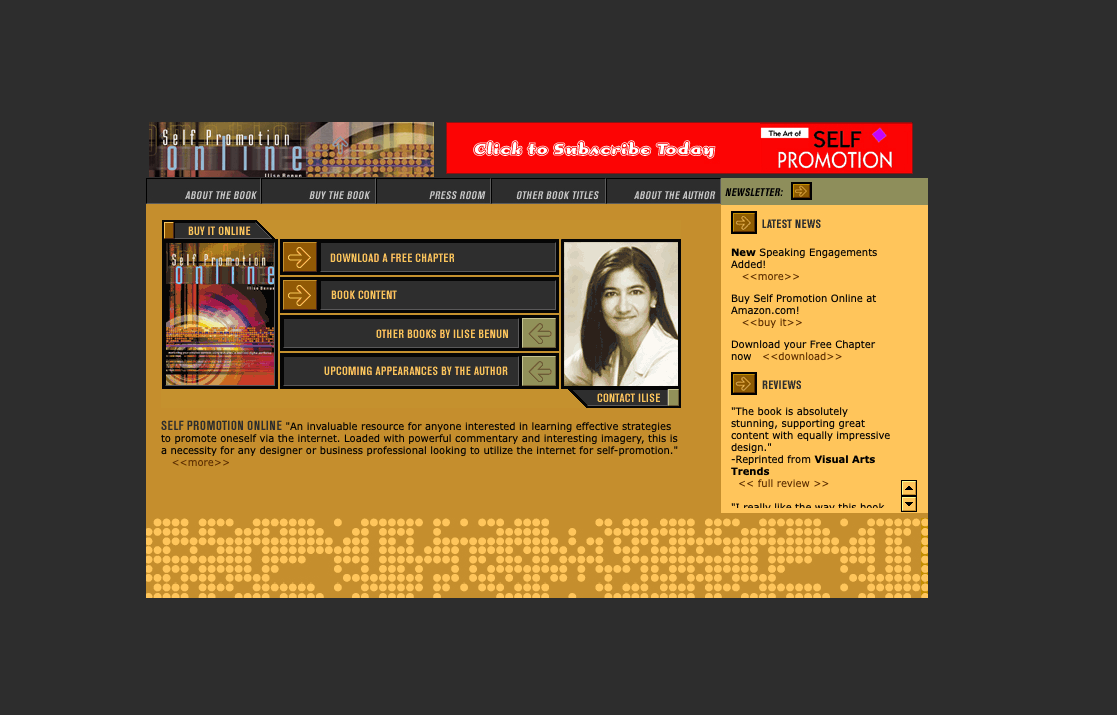 Self Promotion
online
Ilise Benun
Click to Subscribe Today
The Art of
SELF
PROMOTION
ABOUT THE BOOK
BUY THE BOOK
PRESS ROOM
OTHER BOOK TITLES
ABOUT THE AUTHOR
NEWSLETTER:
BUY IT ONLINE
Self Promotion
online
Ilise Benun
DOWNLOAD A FREE CHAPTER
BOOK CONTENT
OTHER BOOKS BY ILISE BENUN
UPCOMING APPEARANCES BY THE AUTHOR
CONTACT ILISE
SELF PROMOTION ONLINE "An invaluable resource for anyone interested in learning effective strategies
to promote oneself via the internet. Loaded with powerful commentary and interesting imagery, this is
a necessity for any designer or business professional looking to utilize the internet for self-promotion."
<<more>>
LATEST NEWS
New Speaking Engagements
Added!
<<more>>
Buy Self Promotion Online at
Amazon.com!
<<buy it>>
Download your Free Chapter
now <<download>>
REVIEWS
"The book is absolutely
stunning, supporting great
content with equally impressive
design."
-Reprinted from Visual Arts
Trends
<< full review >>
"I really like the way this book